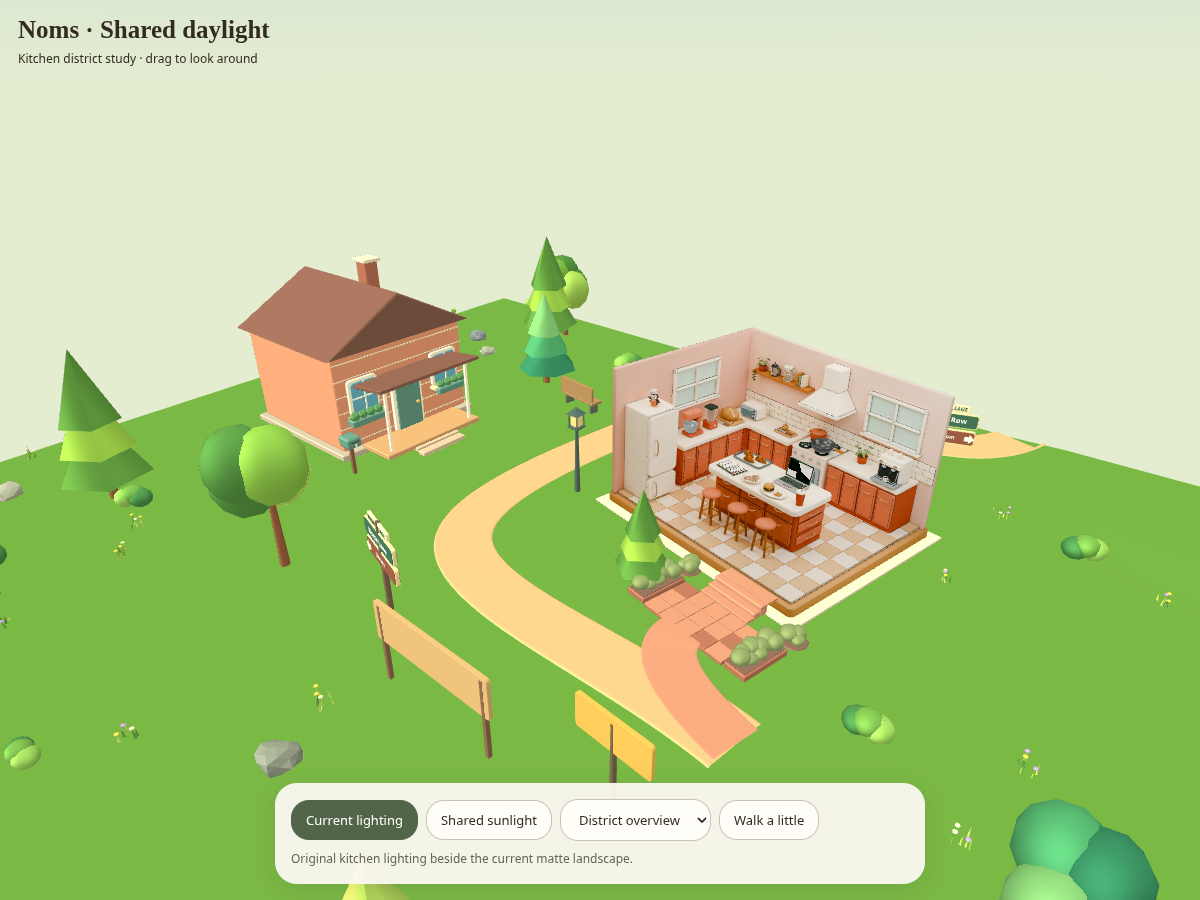 Noms · Shared daylight
Kitchen district study · drag to look around
Row
Current lighting
Shared sunlight
District overview
Walk a little
Original kitchen lighting beside the current matte landscape.